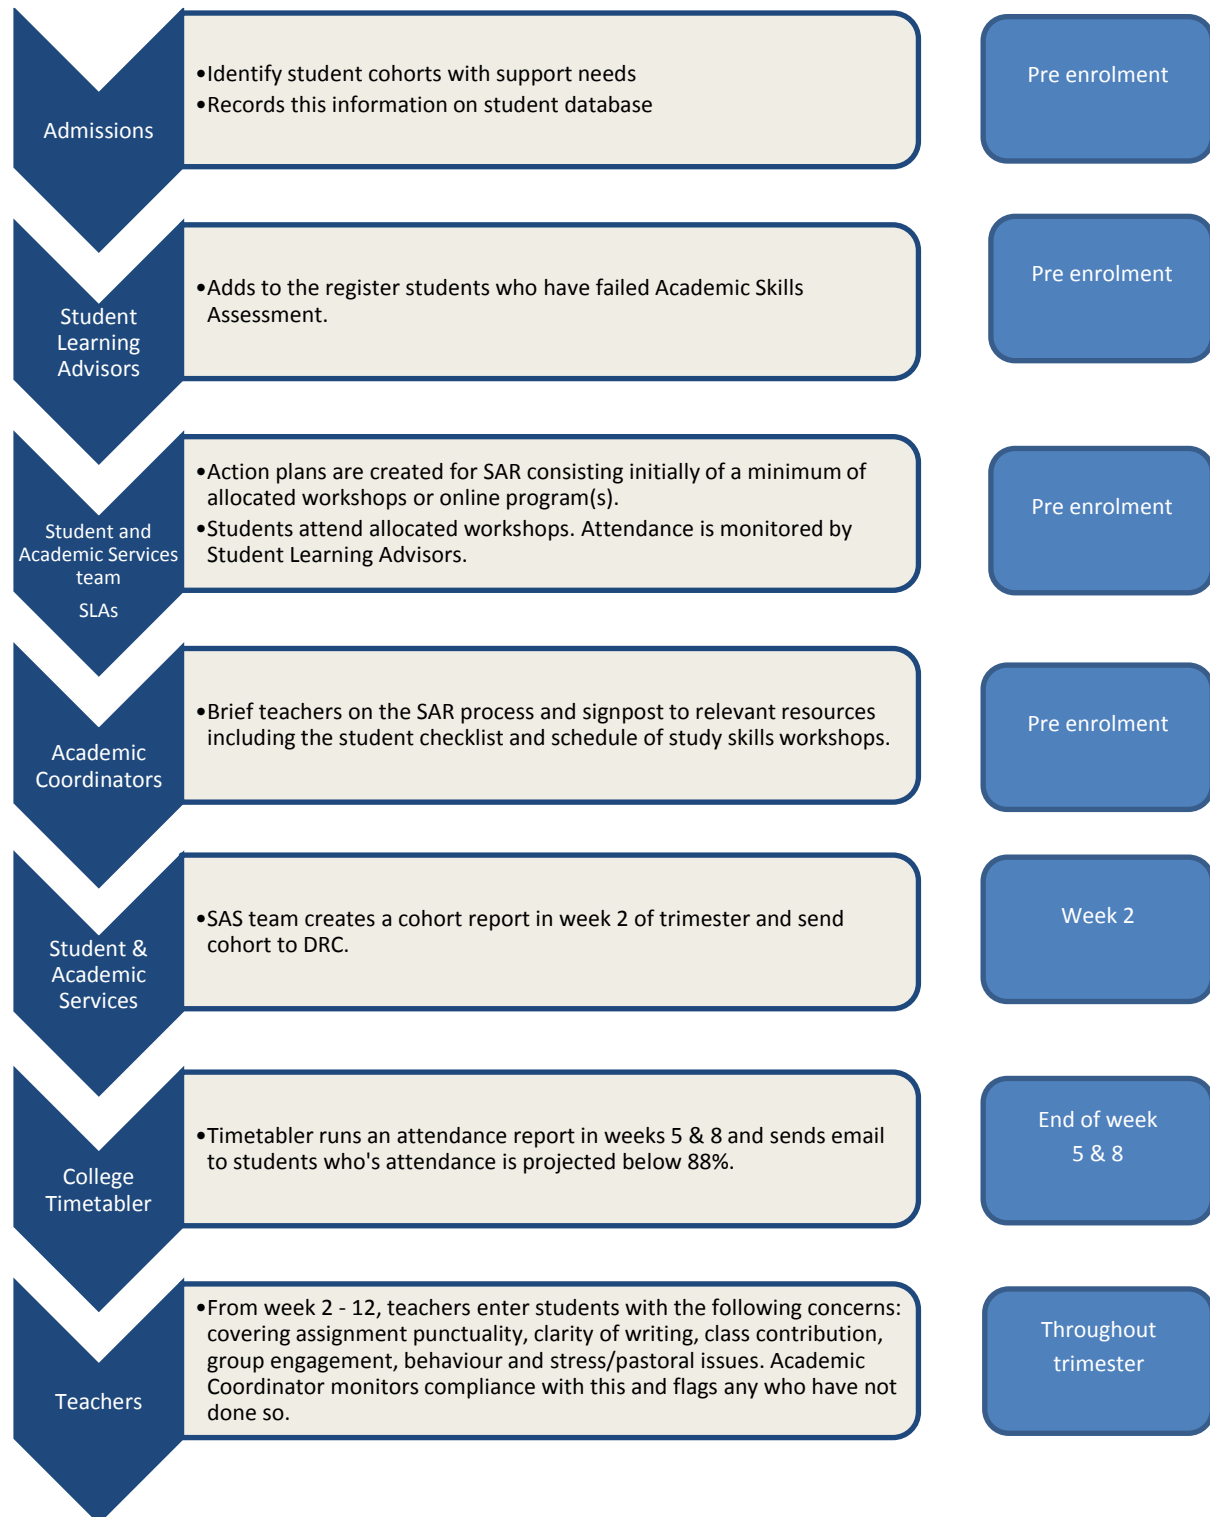 Admissions
•Identify student cohorts with support needs
•Records this information on student database
Pre enrolment
Student
Learning
Advisors
•Adds to the register students who have failed Academic Skills
Assessment.
Pre enrolment
Student and
Academic Services
team
SLAs
•Action plans are created for SAR consisting initially of a minimum of
allocated workshops or online program(s).
•Students attend allocated workshops. Attendance is monitored by
Student Learning Advisors.
Pre enrolment
Academic
Coordinators
•Brief teachers on the SAR process and signpost to relevant resources
including the student checklist and schedule of study skills workshops.
Pre enrolment
Student &
Academic
Services
•SAS team creates a cohort report in week 2 of trimester and send
cohort to DRC.
Week 2
College
Timetabler
•Timetabler runs an attendance report in weeks 5 & 8 and sends email
to students who's attendance is projected below 88%.
End of week
5 & 8
Teachers
•From week 2 - 12, teachers enter students with the following concerns:
covering assignment punctuality, clarity of writing, class contribution,
group engagement, behaviour and stress/pastoral issues. Academic
Coordinator monitors compliance with this and flags any who have not
done so.
Throughout
trimester